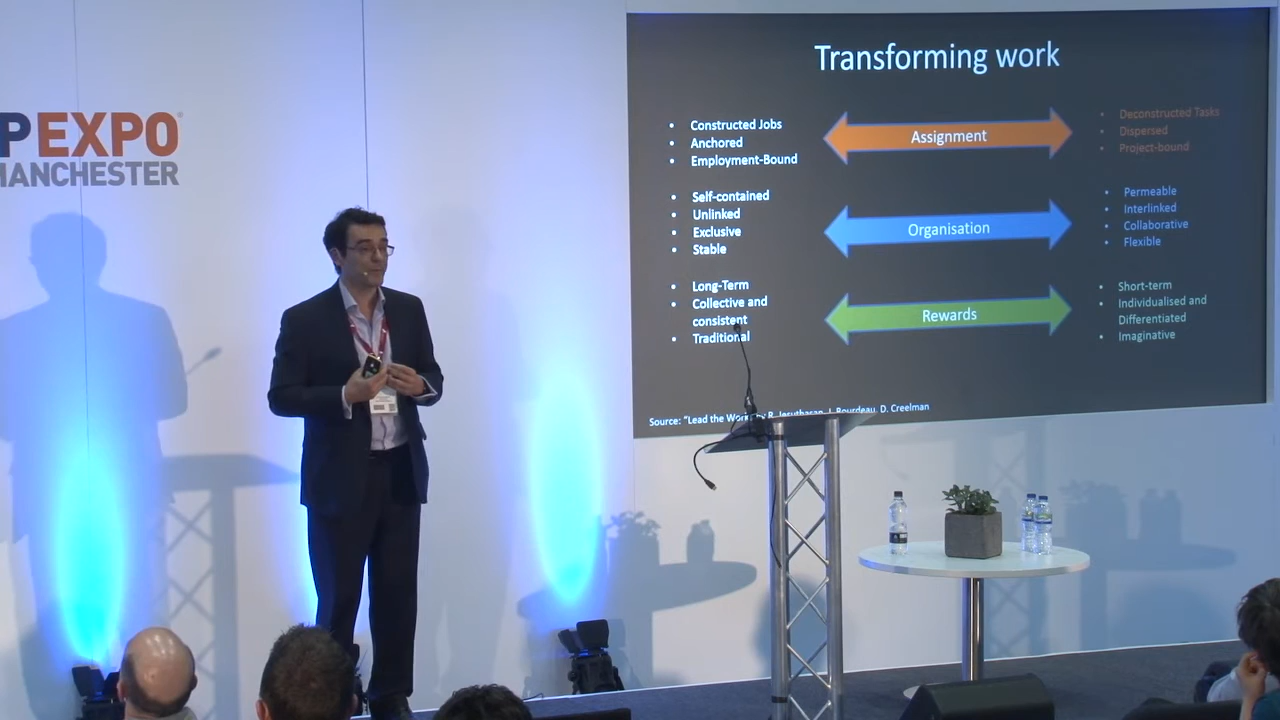 P EXPO
MANCHESTER
Transforming work
• Constructed Jobs
• Anchored
• Employment-Bound
Assignment
• Deconstructed Tasks
• Dispersed
• Project-bound
• Self-contained
• Unlinked
• Exclusive
• Stable
Organisation
• Permeable
• Interlinked
• Collaborative
• Flexible
• Long-Term
• Collective and
consistent
• Traditional
Rewards
• Short-term
• Individualised and
Differentiated
• Imaginative
Source: "Lead the Work" by R. Jesuthasan, J. Bourdeau, D. Creelman